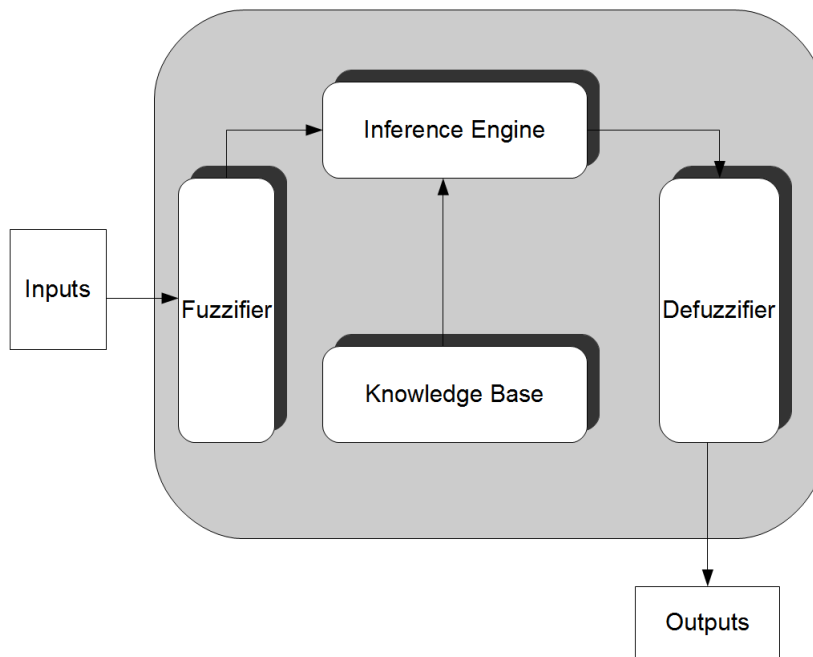 Inference Engine
Inputs
Fuzzifier
Defuzzifier
Knowledge Base
Outputs